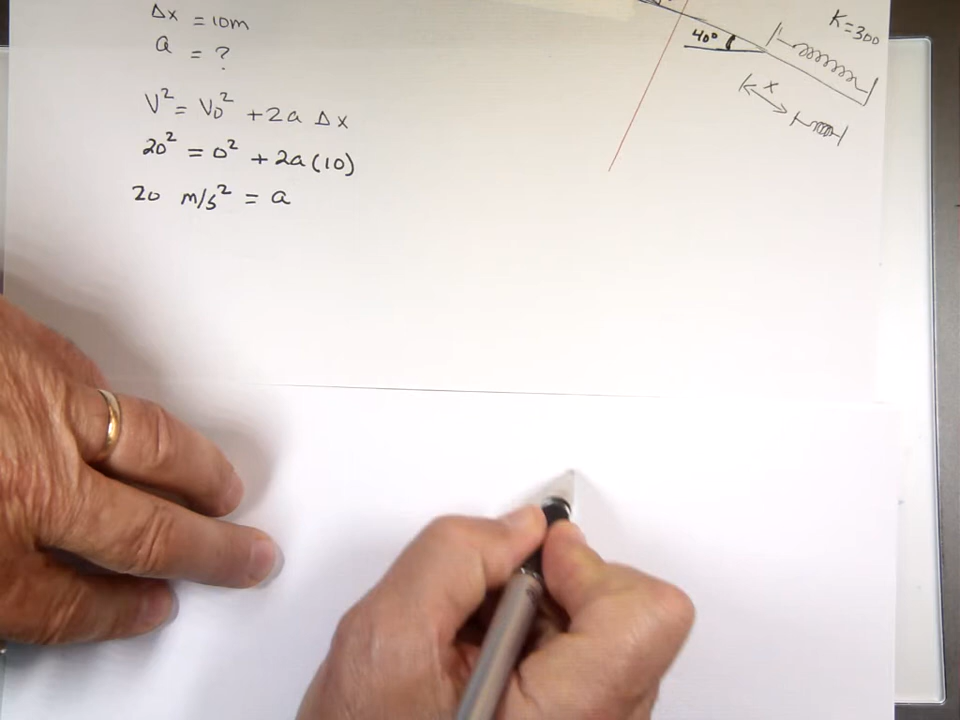 Δx = 10m
a = ?
V² = V₀² + 2a Δx
20² = 0² + 2a(10)
20 m/s² = a
40°
K=300
x